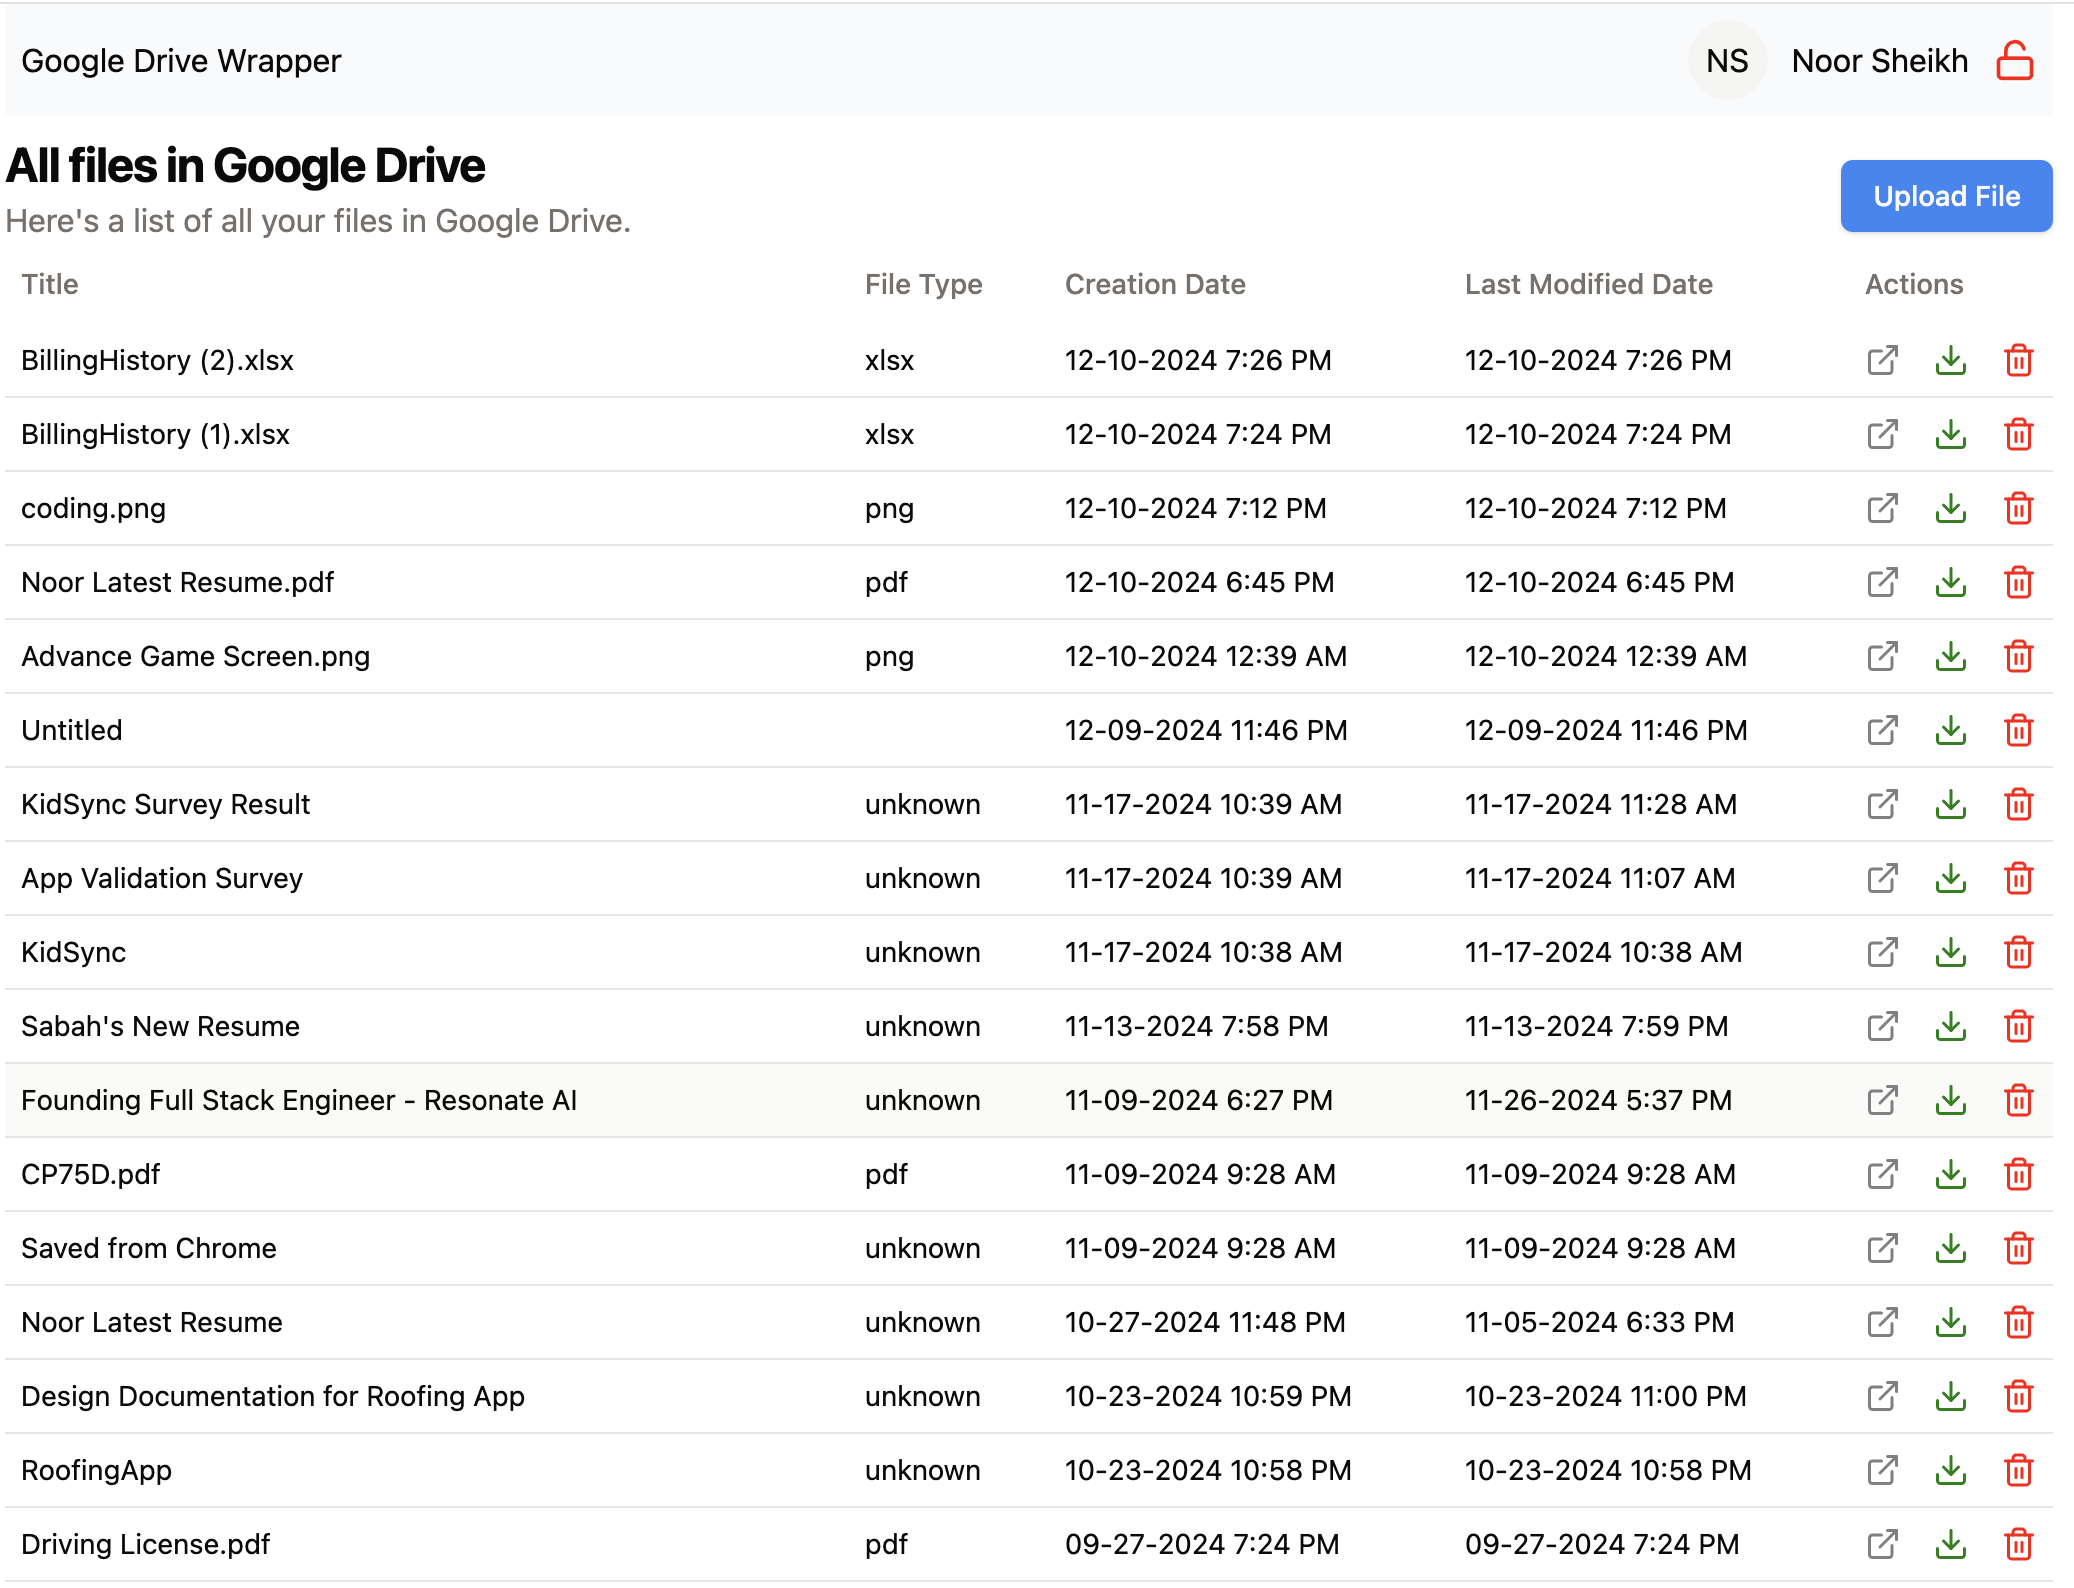 Google Drive Wrapper NS Noor Sheikh
All files in Google Drive
Here's a list of all your files in Google Drive.
Upload File
Title File Type Creation Date Last Modified Date Actions
BillingHistory (2).xlsx xlsx 12-10-2024 7:26 PM 12-10-2024 7:26 PM
BillingHistory (1).xlsx xlsx 12-10-2024 7:24 PM 12-10-2024 7:24 PM
coding.png png 12-10-2024 7:12 PM 12-10-2024 7:12 PM
Noor Latest Resume.pdf pdf 12-10-2024 6:45 PM 12-10-2024 6:45 PM
Advance Game Screen.png png 12-10-2024 12:39 AM 12-10-2024 12:39 AM
Untitled 12-09-2024 11:46 PM 12-09-2024 11:46 PM
KidSync Survey Result unknown 11-17-2024 10:39 AM 11-17-2024 11:28 AM
App Validation Survey unknown 11-17-2024 10:39 AM 11-17-2024 11:07 AM
KidSync unknown 11-17-2024 10:38 AM 11-17-2024 10:38 AM
Sabah's New Resume unknown 11-13-2024 7:58 PM 11-13-2024 7:59 PM
Founding Full Stack Engineer - Resonate AI unknown 11-09-2024 6:27 PM 11-26-2024 5:37 PM
CP75D.pdf pdf 11-09-2024 9:28 AM 11-09-2024 9:28 AM
Saved from Chrome unknown 11-09-2024 9:28 AM 11-09-2024 9:28 AM
Noor Latest Resume unknown 10-27-2024 11:48 PM 11-05-2024 6:33 PM
Design Documentation for Roofing App unknown 10-23-2024 10:59 PM 10-23-2024 11:00 PM
RoofingApp unknown 10-23-2024 10:58 PM 10-23-2024 10:58 PM
Driving License.pdf pdf 09-27-2024 7:24 PM 09-27-2024 7:24 PM